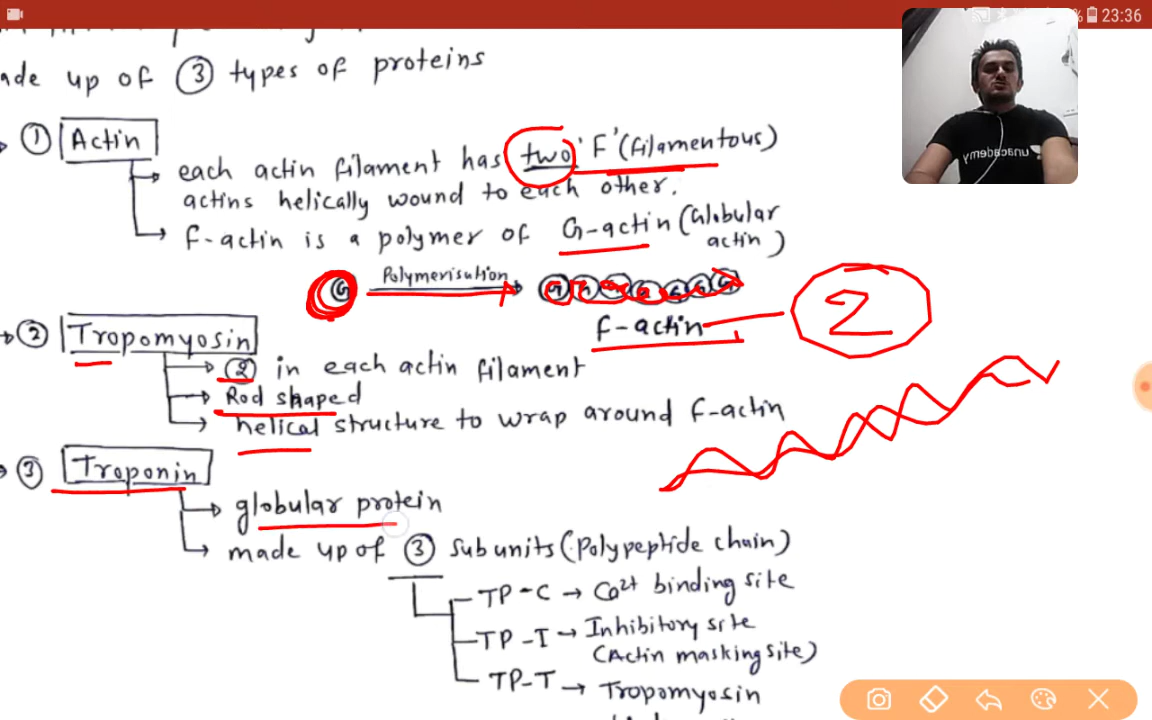 23:36
made up of 3 types of proteins
1 Actin
each actin filament has two 'F' (filamentous)
actins helically wound to each other.
f-actin is a polymer of G-actin (Globular
actin)
G Polymerisution G G G G G G G
f-actin 2
2 Tropomyosin
2 in each actin filament
Rod shaped
helical structure to wrap around f-actin
3 Troponin
globular protein
made up of 3 subunits (Polypeptide chain)
TP-C → Ca2+ binding site
TP-I → Inhibitory site
(Actin masking site)
TP-T → Tropomyosin
unacademy